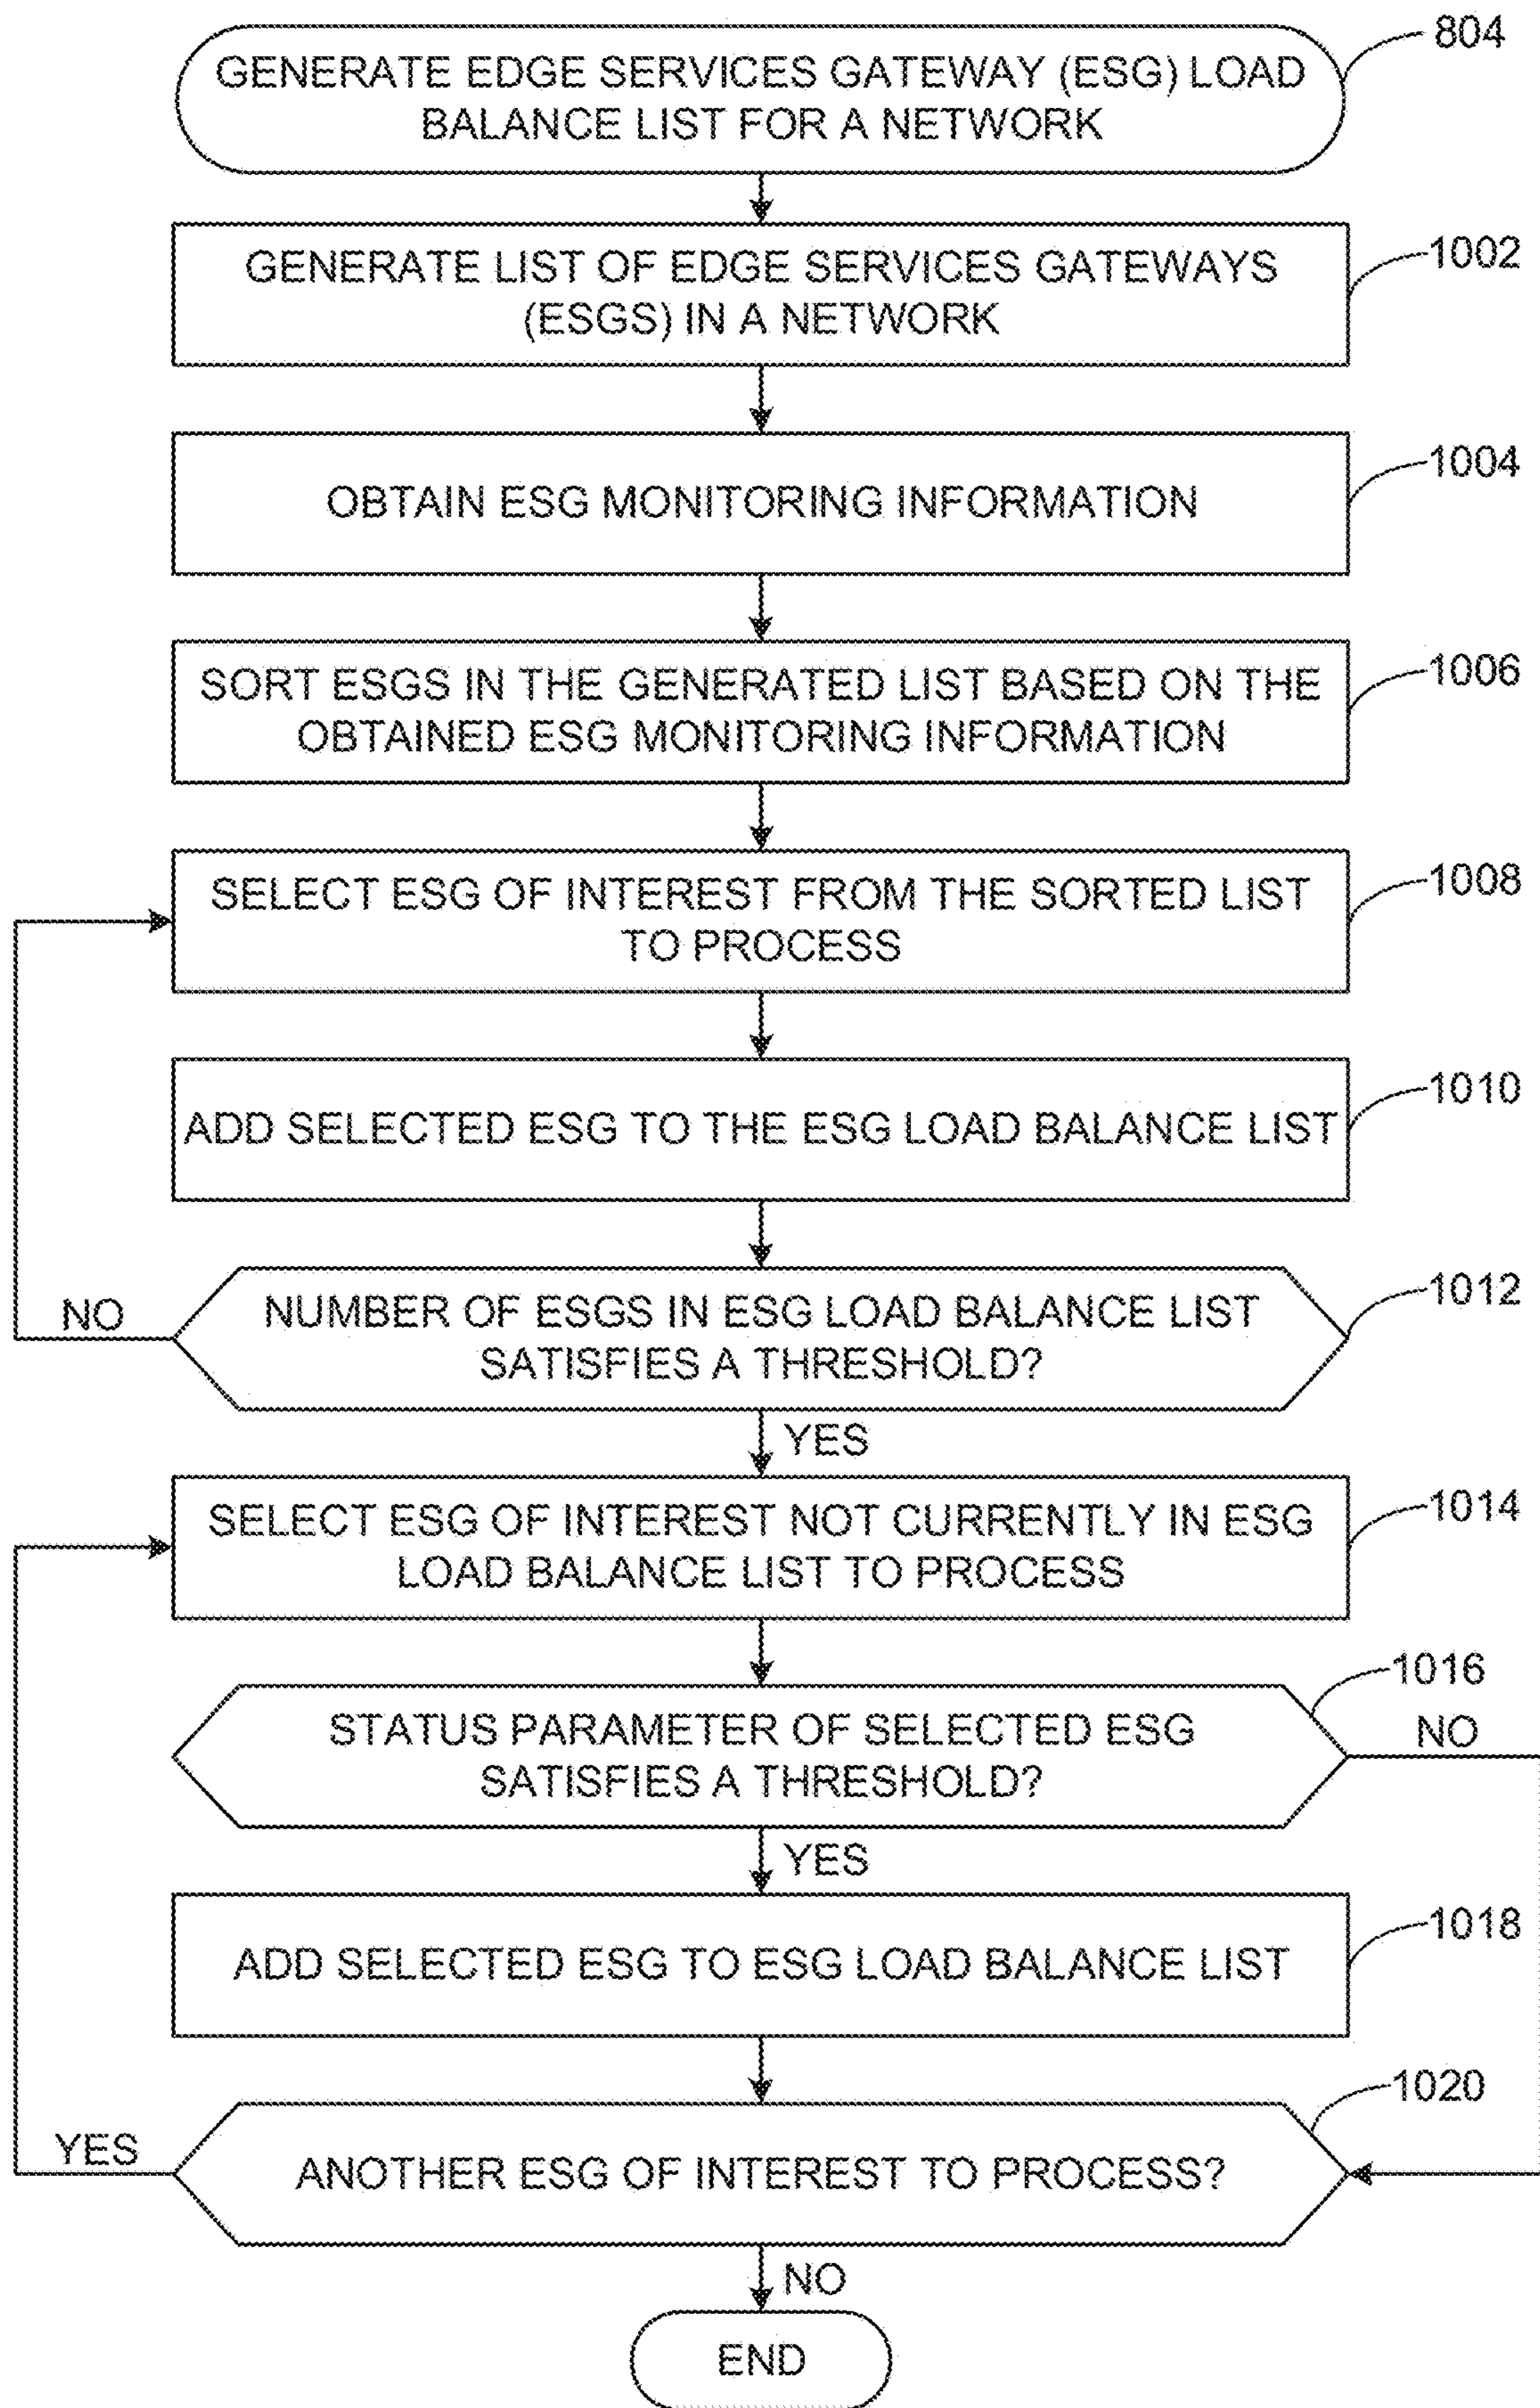 804
GENERATE EDGE SERVICES GATEWAY (ESG) LOAD
BALANCE LIST FOR A NETWORK
1002
GENERATE LIST OF EDGE SERVICES GATEWAYS
(ESGS) IN A NETWORK
1004
OBTAIN ESG MONITORING INFORMATION
1006
SORT ESGS IN THE GENERATED LIST BASED ON THE
OBTAINED ESG MONITORING INFORMATION
1008
SELECT ESG OF INTEREST FROM THE SORTED LIST
TO PROCESS
1010
ADD SELECTED ESG TO THE ESG LOAD BALANCE LIST
1012
NUMBER OF ESGS IN ESG LOAD BALANCE LIST
SATISFIES A THRESHOLD?
NO
YES
1014
SELECT ESG OF INTEREST NOT CURRENTLY IN ESG
LOAD BALANCE LIST TO PROCESS
1016
STATUS PARAMETER OF SELECTED ESG
SATISFIES A THRESHOLD?
NO
YES
1018
ADD SELECTED ESG TO ESG LOAD BALANCE LIST
1020
YES
ANOTHER ESG OF INTEREST TO PROCESS?
NO
END